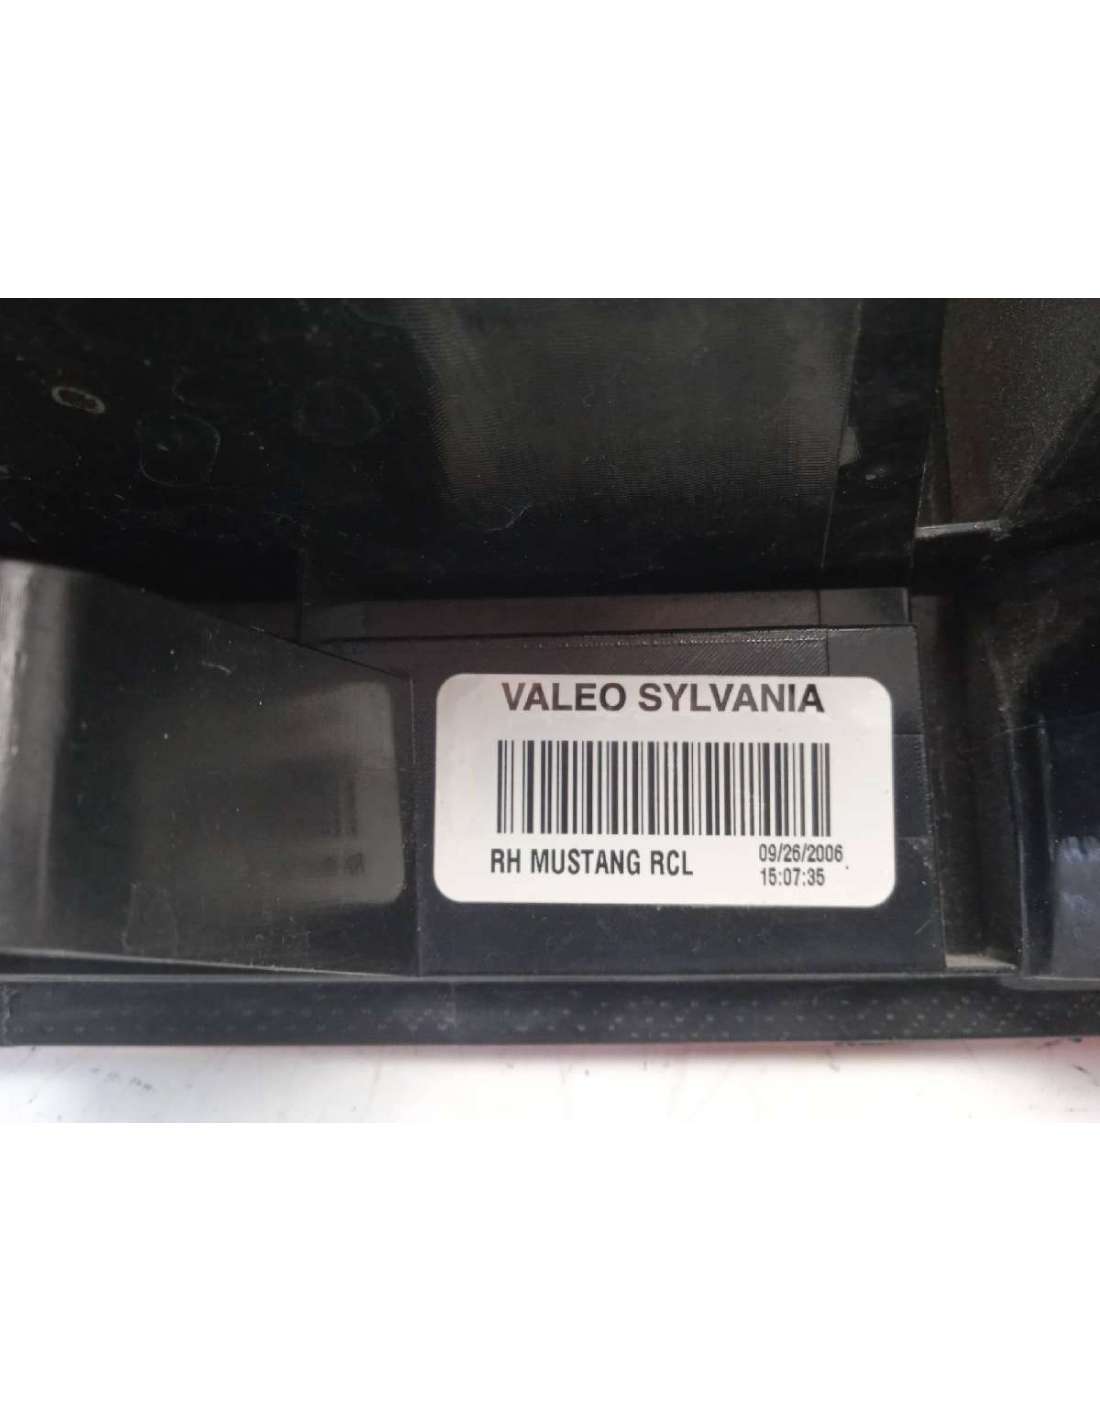 VALEO SYLVANIA
RH MUSTANG RCL
09/26/2006
15:07:35